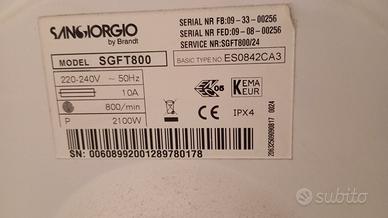 SANGIORGIO
by Brandt
SERIAL NR FB:09-33-00256
SERIAL NR FED:09-08-00256
SERVICE NR:SGFT800/24
MODEL SGFT800
BASIC TYPE NO ES0842CA3
220-240V ~ 50Hz
10A
800/min
P 2100W
05
KEMA
EUR
CE IPX4
SN: 00608992001289780178
subito